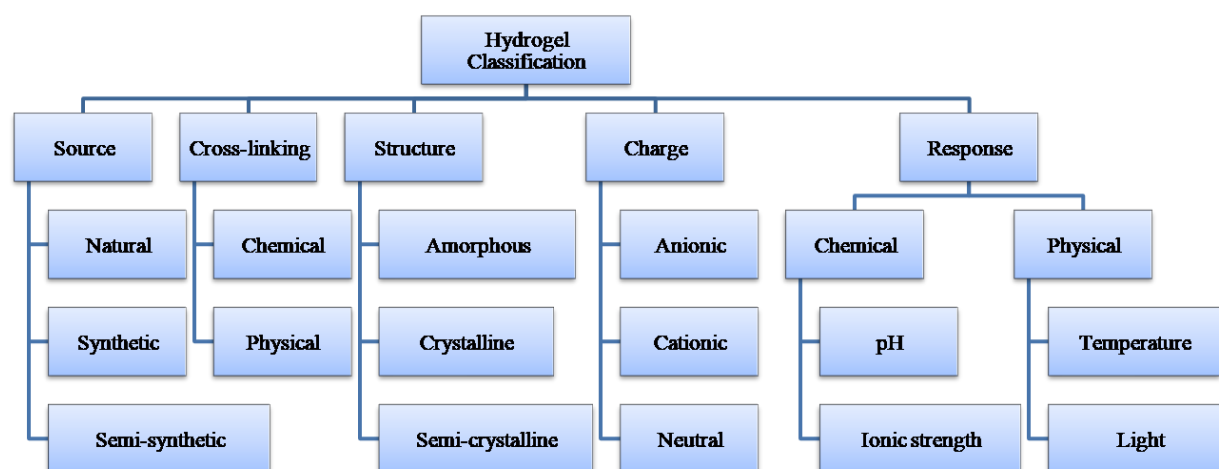 Hydrogel
Classification
Source
Cross-linking
Structure
Charge
Response
Natural
Chemical
Amorphous
Anionic
Chemical
Physical
Synthetic
Physical
Crystalline
Cationic
pH
Temperature
Semi-synthetic
Semi-crystalline
Neutral
Ionic strength
Light